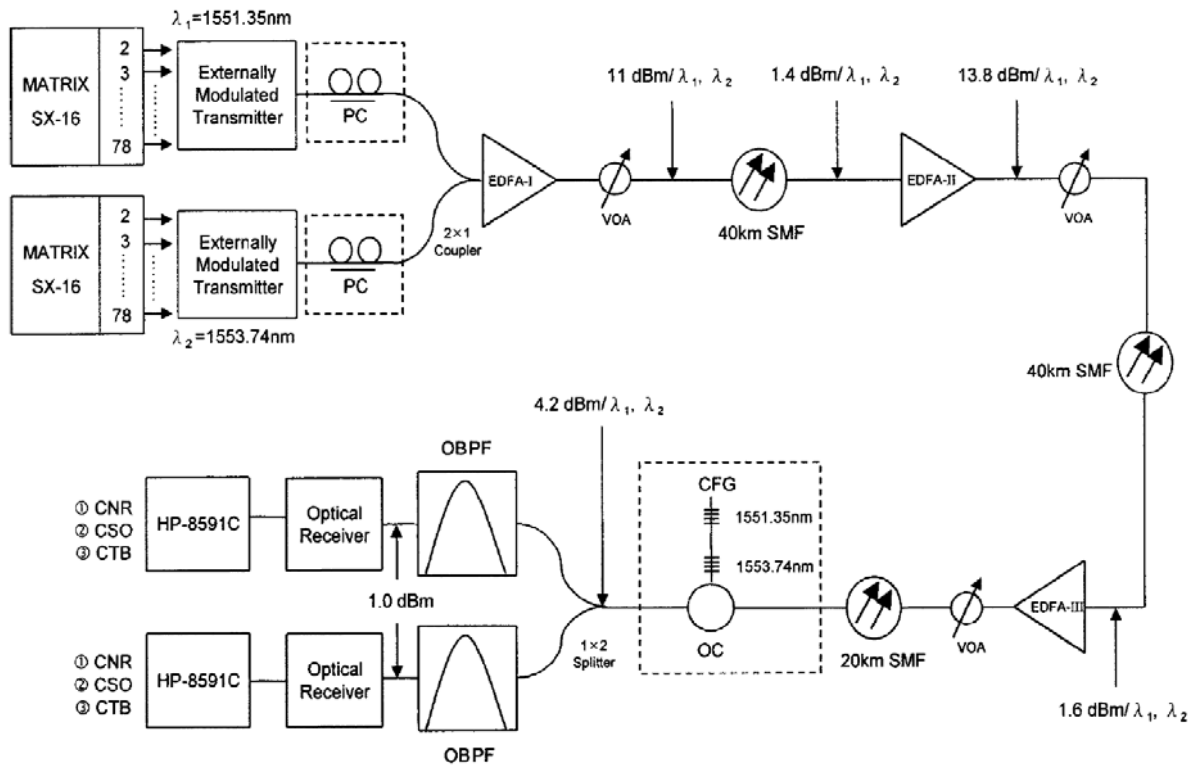 λ1=1551.35nm
MATRIX
SX-16
2
3
78
Externally
Modulated
Transmitter
PC
MATRIX
SX-16
2
3
78
Externally
Modulated
Transmitter
PC
λ2=1553.74nm
2×1
Coupler
EDFA-I
VOA
11 dBm/λ1, λ2
40km SMF
1.4 dBm/λ1, λ2
EDFA-II
13.8 dBm/λ1, λ2
VOA
40km SMF
1.6 dBm/λ1, λ2
EDFA-III
VOA
20km SMF
CFG
1551.35nm
1553.74nm
OC
4.2 dBm/λ1, λ2
1×2
Splitter
OBPF
1.0 dBm
OBPF
Optical
Receiver
HP-8591C
① CNR
② CSO
③ CTB
Optical
Receiver
HP-8591C
① CNR
② CSO
③ CTB